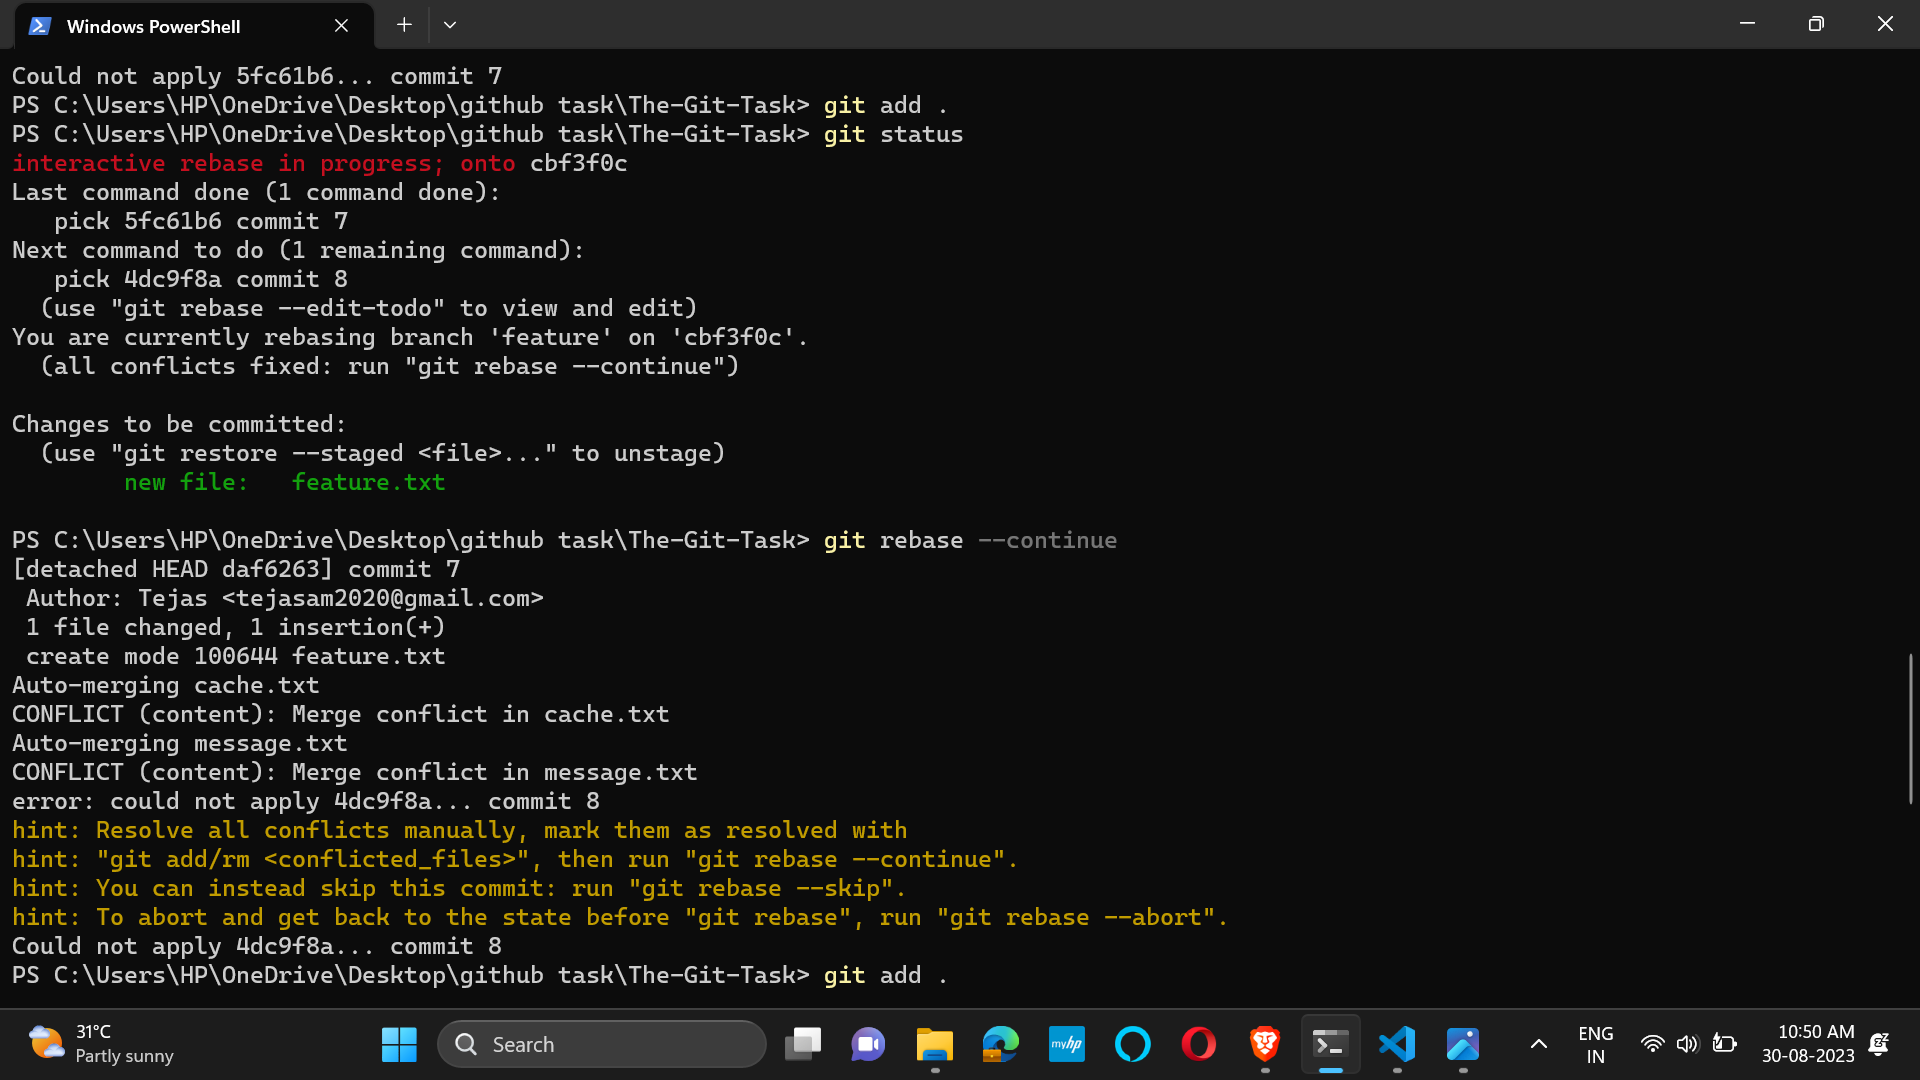 Windows PowerShell
Could not apply 5fc61b6... commit 7
PS C:\Users\HP\OneDrive\Desktop\github task\The-Git-Task> git add .
PS C:\Users\HP\OneDrive\Desktop\github task\The-Git-Task> git status
interactive rebase in progress; onto cbf3f0c
Last command done (1 command done):
   pick 5fc61b6 commit 7
Next command to do (1 remaining command):
   pick 4dc9f8a commit 8
  (use "git rebase --edit-todo" to view and edit)
You are currently rebasing branch 'feature' on 'cbf3f0c'.
  (all conflicts fixed: run "git rebase --continue")
Changes to be committed:
  (use "git restore --staged <file>..." to unstage)
        new file:   feature.txt
PS C:\Users\HP\OneDrive\Desktop\github task\The-Git-Task> git rebase --continue
[detached HEAD daf6263] commit 7
 Author: Tejas <tejasam2020@gmail.com>
 1 file changed, 1 insertion(+)
 create mode 100644 feature.txt
Auto-merging cache.txt
CONFLICT (content): Merge conflict in cache.txt
Auto-merging message.txt
CONFLICT (content): Merge conflict in message.txt
error: could not apply 4dc9f8a... commit 8
hint: Resolve all conflicts manually, mark them as resolved with
hint: "git add/rm <conflicted_files>", then run "git rebase --continue".
hint: You can instead skip this commit: run "git rebase --skip".
hint: To abort and get back to the state before "git rebase", run "git rebase --abort".
Could not apply 4dc9f8a... commit 8
PS C:\Users\HP\OneDrive\Desktop\github task\The-Git-Task> git add .
31°C
Partly sunny
Search
myhp
ENG
IN
10:50 AM
30-08-2023